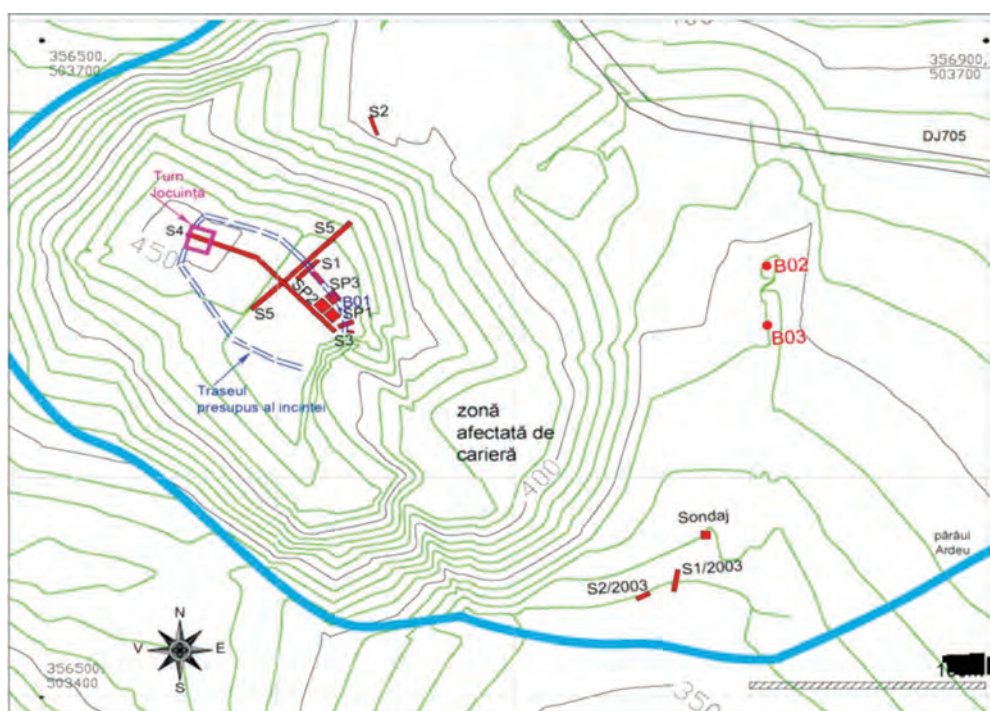 356500,
503700
700
356900,
503700
S2
DJ705
Turn
locuință
S4
450
S5
S1
SP3
SP2
B01
SP1
S5
S3
B02
B03
Traseul
presupus al incintei
zonă
afectată de
carieră
400
Sondaj
S1/2003
S2/2003
pârâul
Ardeu
N
V
E
S
356500,
503400
350